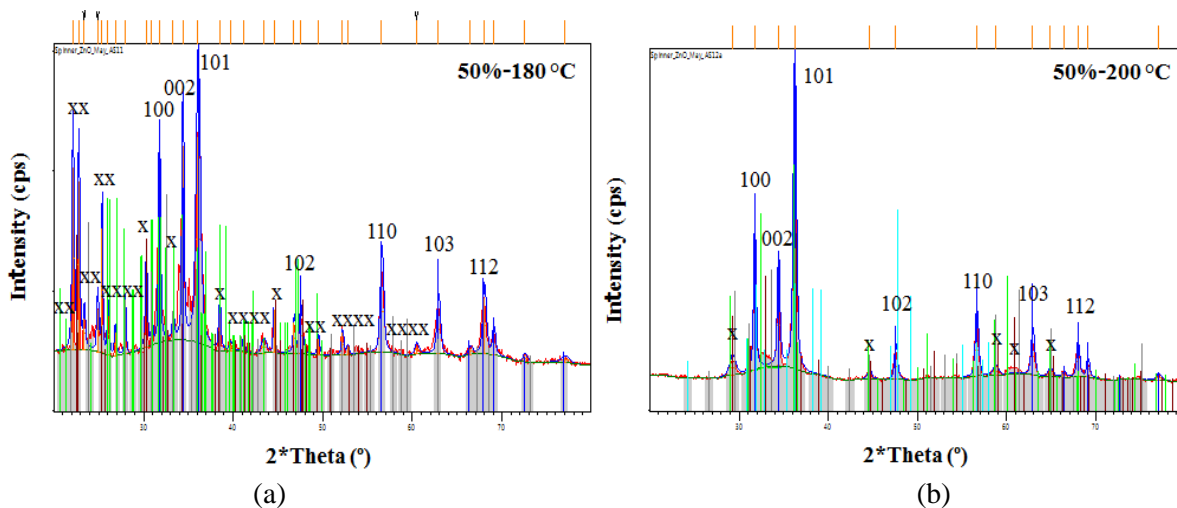 Spinner_ZnO_May_AS11
50%-180 °C
101
002
100
XX
XX
X
X
XX
XX
XXXX
102
X
X
XXXX
XX
XXXX
XXXX
110
103
112
Intensity (cps)
30
40
50
60
70
2*Theta (°)
(a)
Spinner_ZnO_May_AS12a
50%-200 °C
101
100
002
X
X
102
110
X
X
103
X
112
Intensity (cps)
30
40
50
60
70
2*Theta (°)
(b)